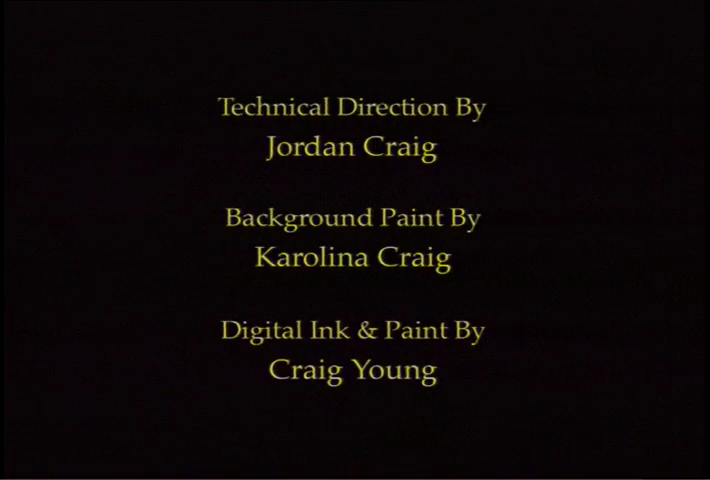 Technical Direction By
Jordan Craig
Background Paint By
Karolina Craig
Digital Ink & Paint By
Craig Young